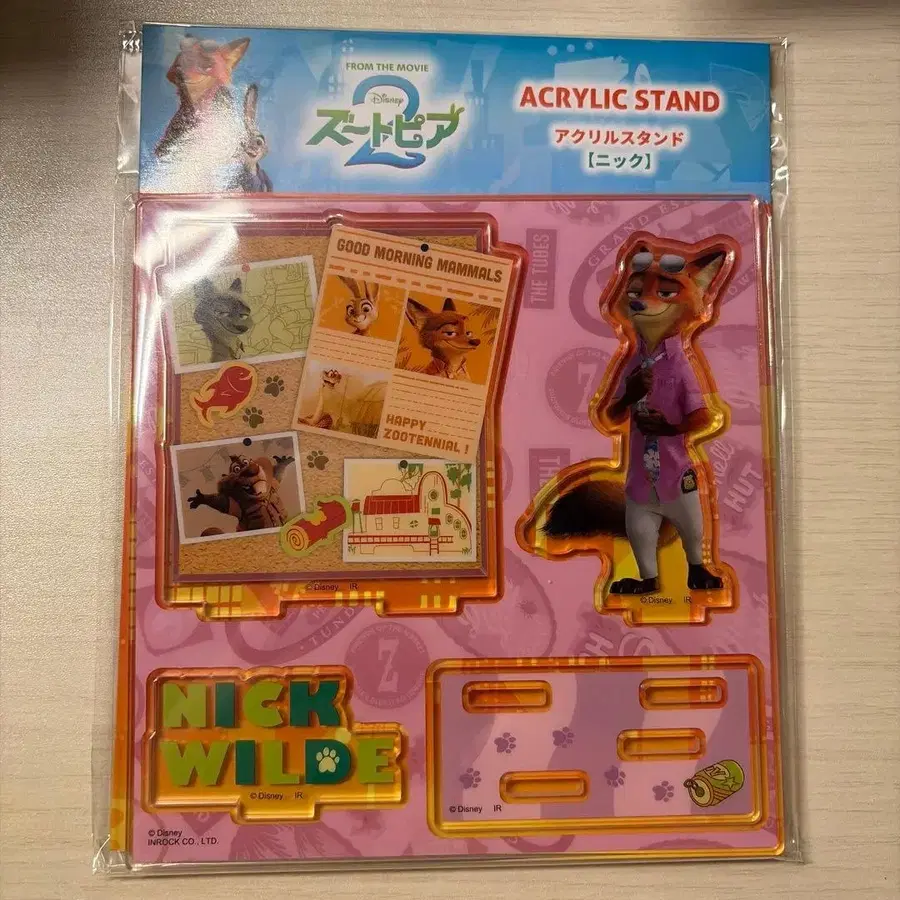 FROM THE MOVIE
Disney
ズートピア
2
ACRYLIC STAND
アクリルスタンド
【ニック】
GOOD MORNING MAMMALS
HAPPY
ZOOTENNIAL !
© Disney IR
THE TUBES
GRAND
Z
HUT
© Disney IR
TUND
Z
NICK
WILDE
© Disney IR
© Disney IR
© Disney
INROCK CO., LTD.